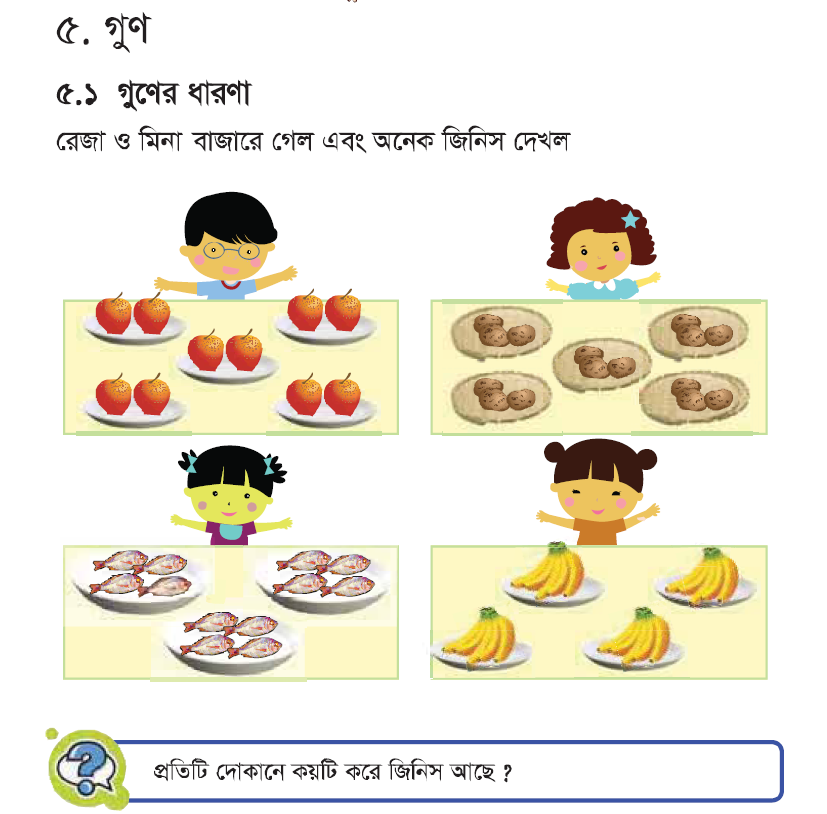 ৫. গুণ
৫.১ গুণের ধারণা
রেজা ও মিনা বাজারে গেল এবং অনেক জিনিস দেখল
প্রতিটি দোকানে কয়টি করে জিনিস আছে ?